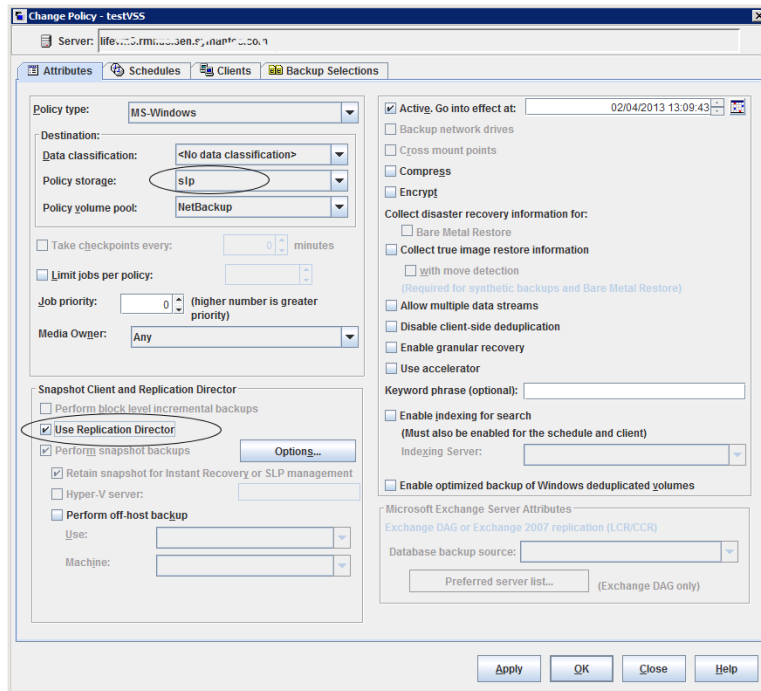 Change Policy - testVSS
Server:
Attributes Schedules Clients Backup Selections
Policy type: MS-Windows
Destination:
Data classification: <No data classification>
Policy storage: slp
Policy volume pool: NetBackup
Take checkpoints every: 0 minutes
Limit jobs per policy:
Job priority: 0 (higher number is greater
priority)
Media Owner: Any
Snapshot Client and Replication Director
Perform block level incremental backups
Use Replication Director
Perform snapshot backups Options...
Retain snapshot for Instant Recovery or SLP management
Hyper-V server:
Perform off-host backup
Use:
Machine:
Active. Go into effect at: 02/04/2013 13:09:43
Backup network drives
Cross mount points
Compress
Encrypt
Collect disaster recovery information for:
Bare Metal Restore
Collect true image restore information
with move detection
(Required for synthetic backups and Bare Metal Restore)
Allow multiple data streams
Disable client-side deduplication
Enable granular recovery
Use accelerator
Keyword phrase (optional):
Enable indexing for search
(Must also be enabled for the schedule and client)
Indexing Server:
Enable optimized backup of Windows deduplicated volumes
Microsoft Exchange Server Attributes
Exchange DAG or Exchange 2007 replication (LCR/CCR)
Database backup source:
Preferred server list... (Exchange DAG only)
Apply OK Close Help